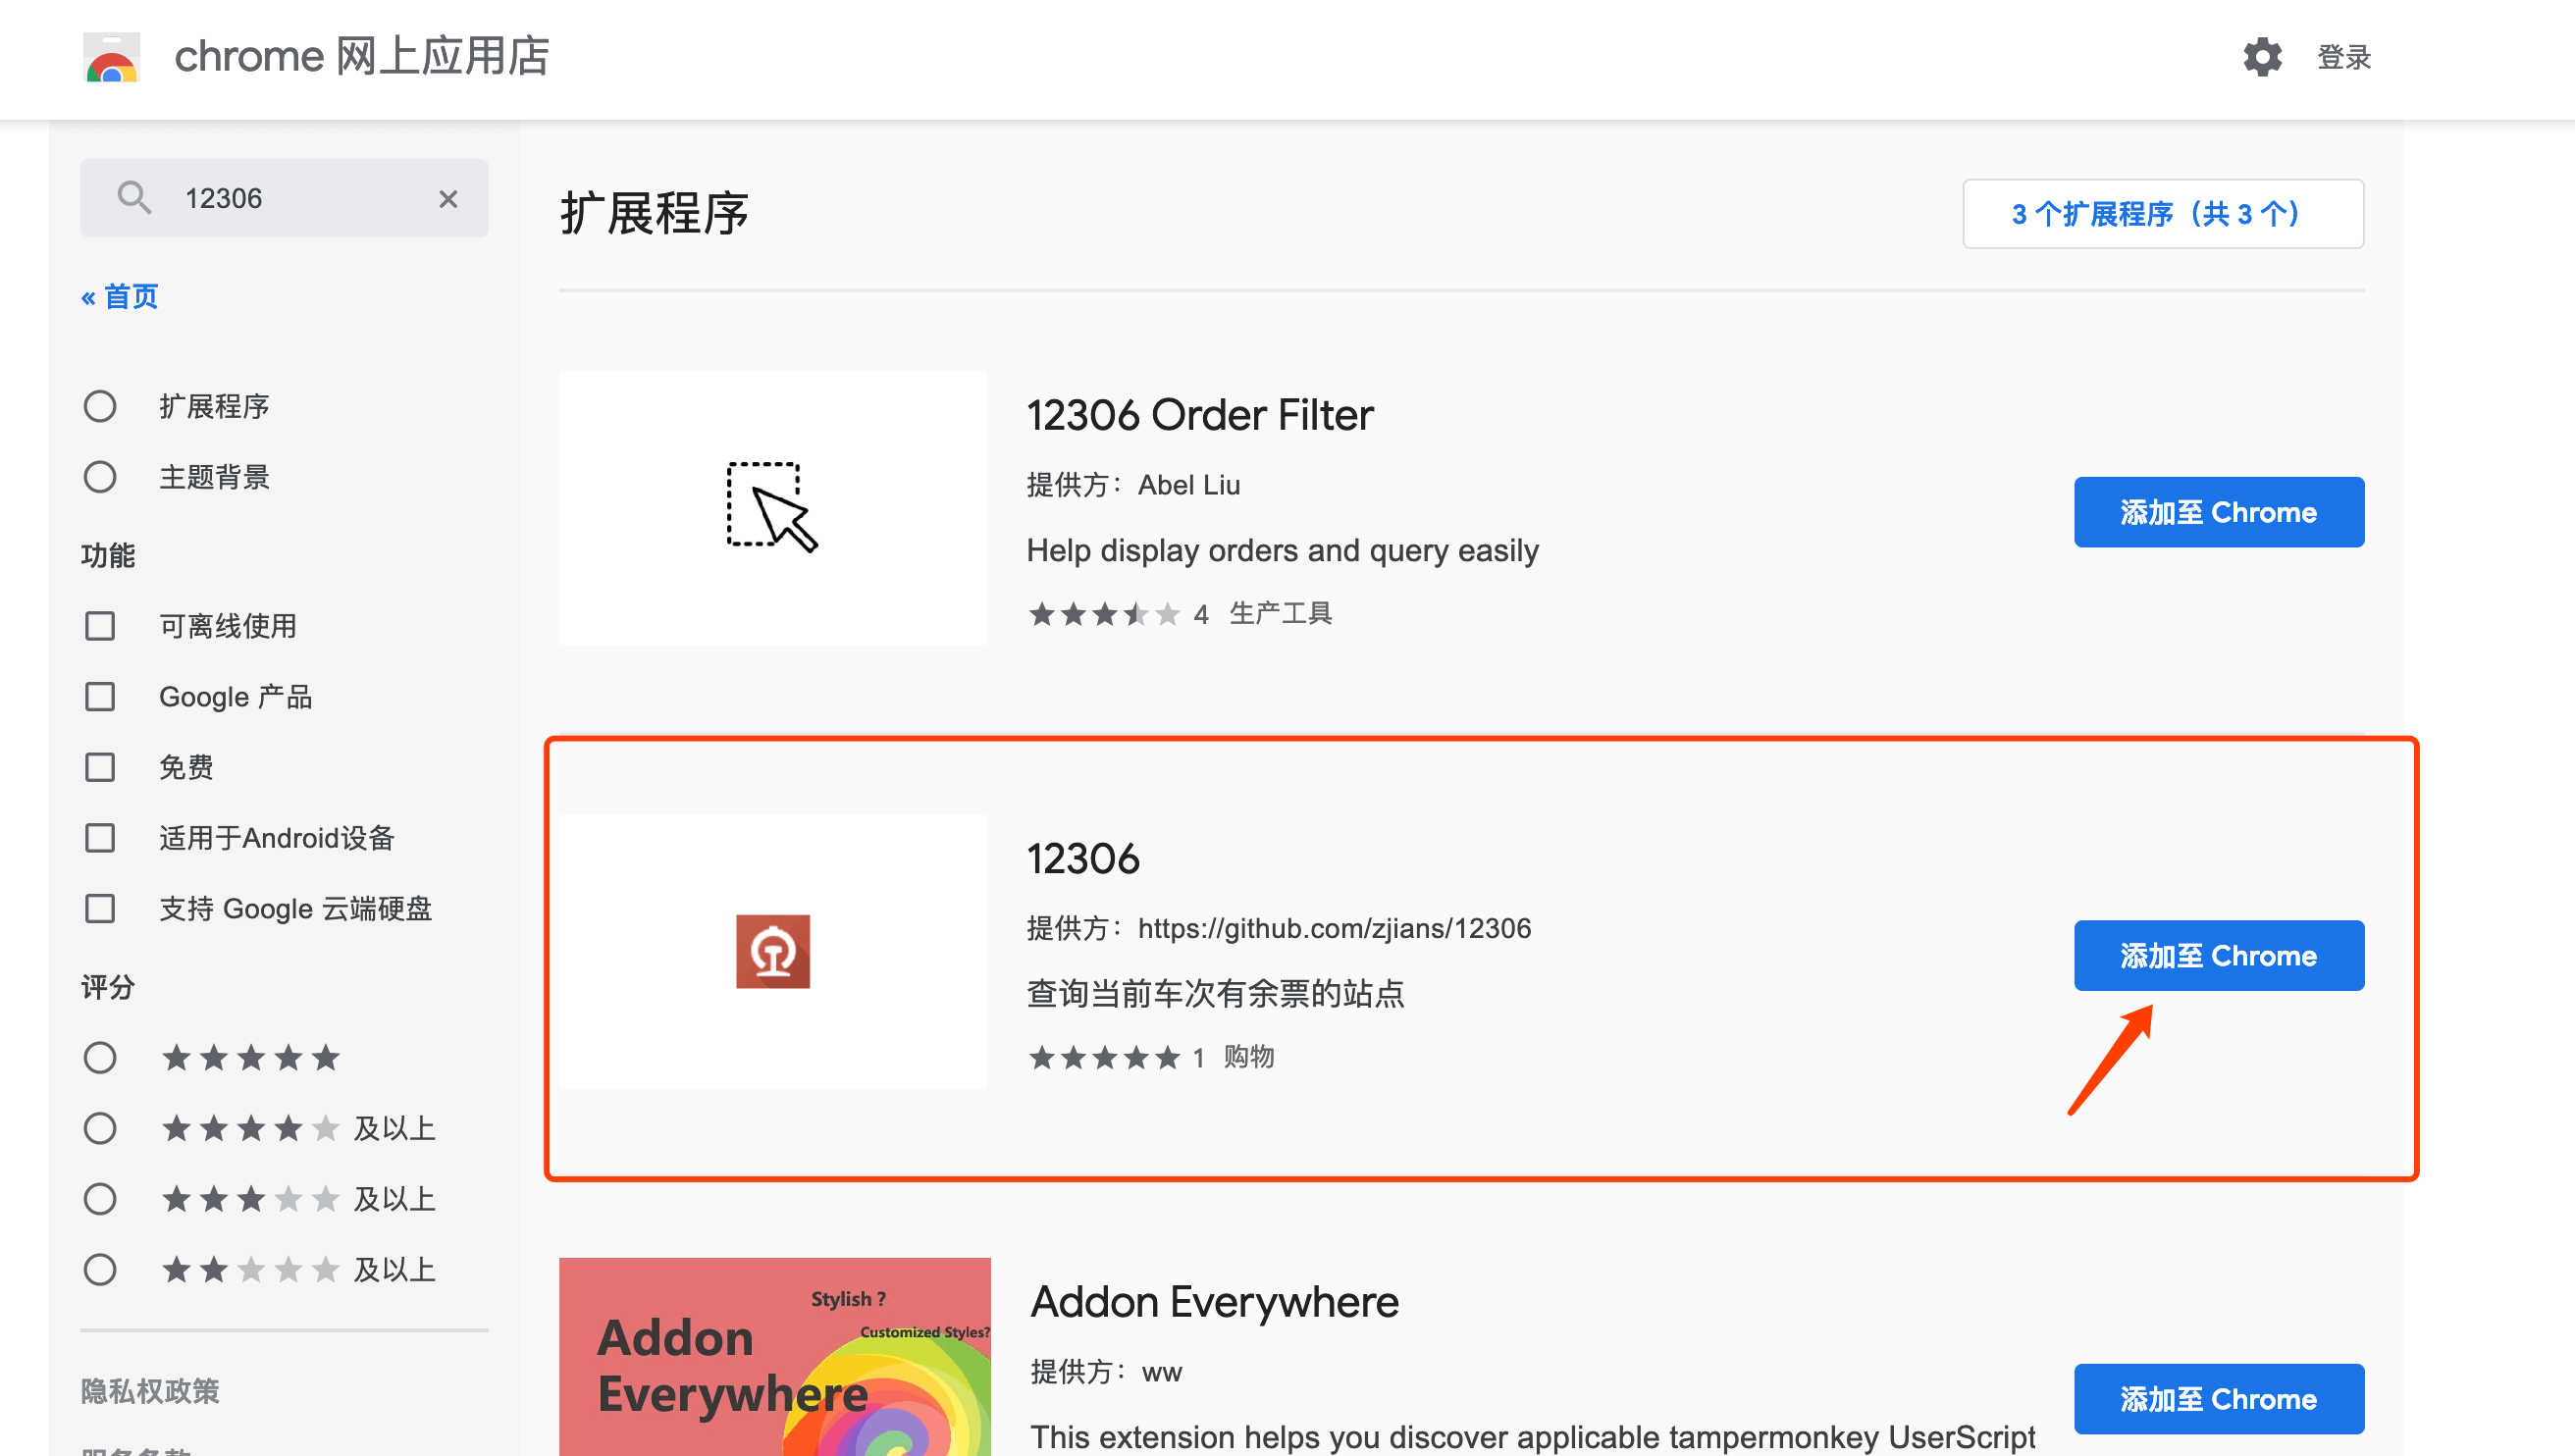 chrome 网上应用店
登录
12306
« 首页
扩展程序
主题背景
功能
可离线使用
Google 产品
免费
适用于Android设备
支持 Google 云端硬盘
评分
及以上
及以上
及以上
隐私权政策
扩展程序
3 个扩展程序（共 3 个）
12306 Order Filter
提供方：Abel Liu
Help display orders and query easily
4 生产工具
添加至 Chrome
12306
提供方：https://github.com/zjians/12306
查询当前车次有余票的站点
1 购物
添加至 Chrome
Stylish ?
Customized Styles?
Addon
Everywhere
Addon Everywhere
提供方：ww
This extension helps you discover applicable tampermonkey UserScript
添加至 Chrome